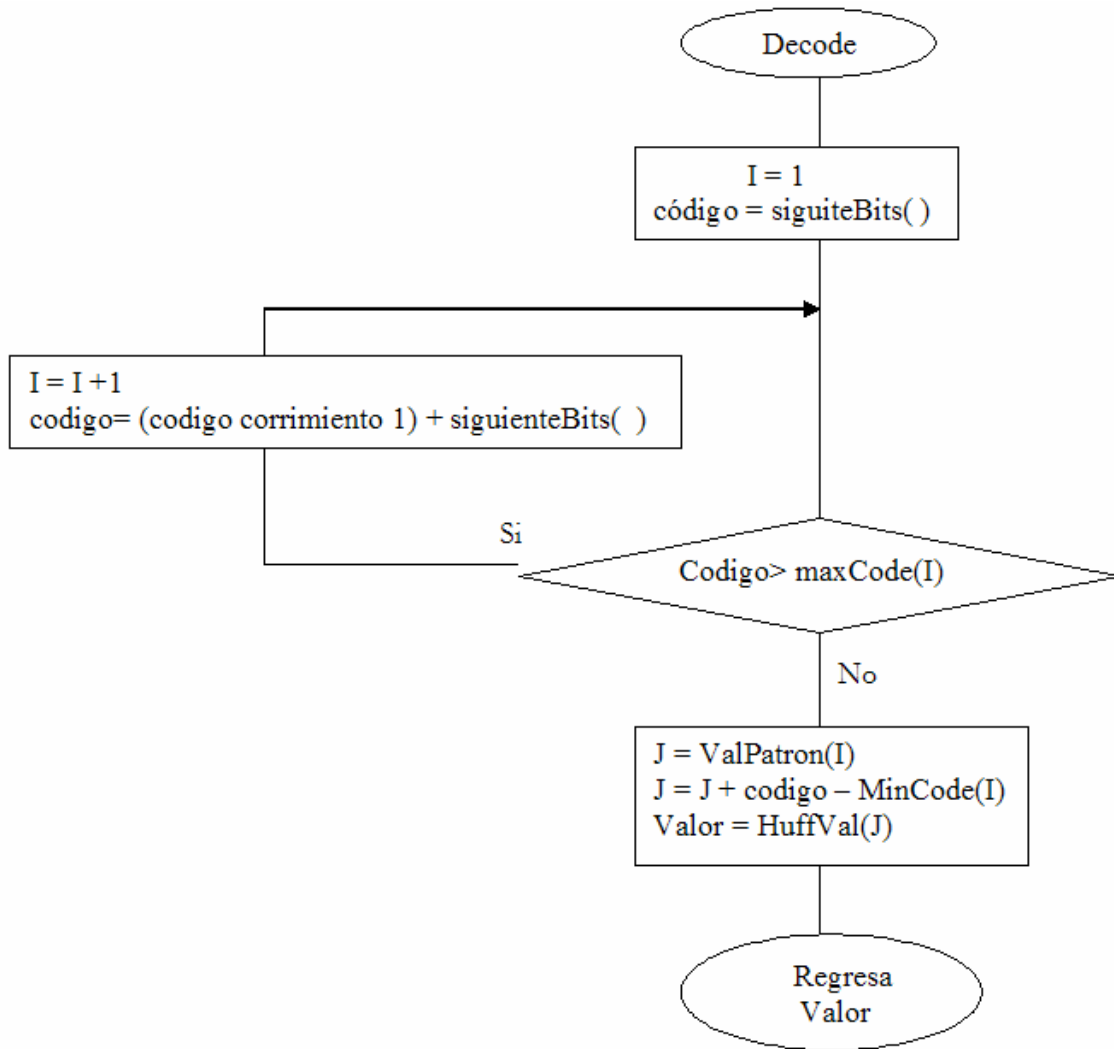 Decode
I = 1
código = siguiteBits( )
I = I +1
codigo= (codigo corrimiento 1) + siguienteBits(  )
Si
Codigo> maxCode(I)
No
J = ValPatron(I)
J = J + codigo – MinCode(I)
Valor = HuffVal(J)
Regresa
Valor